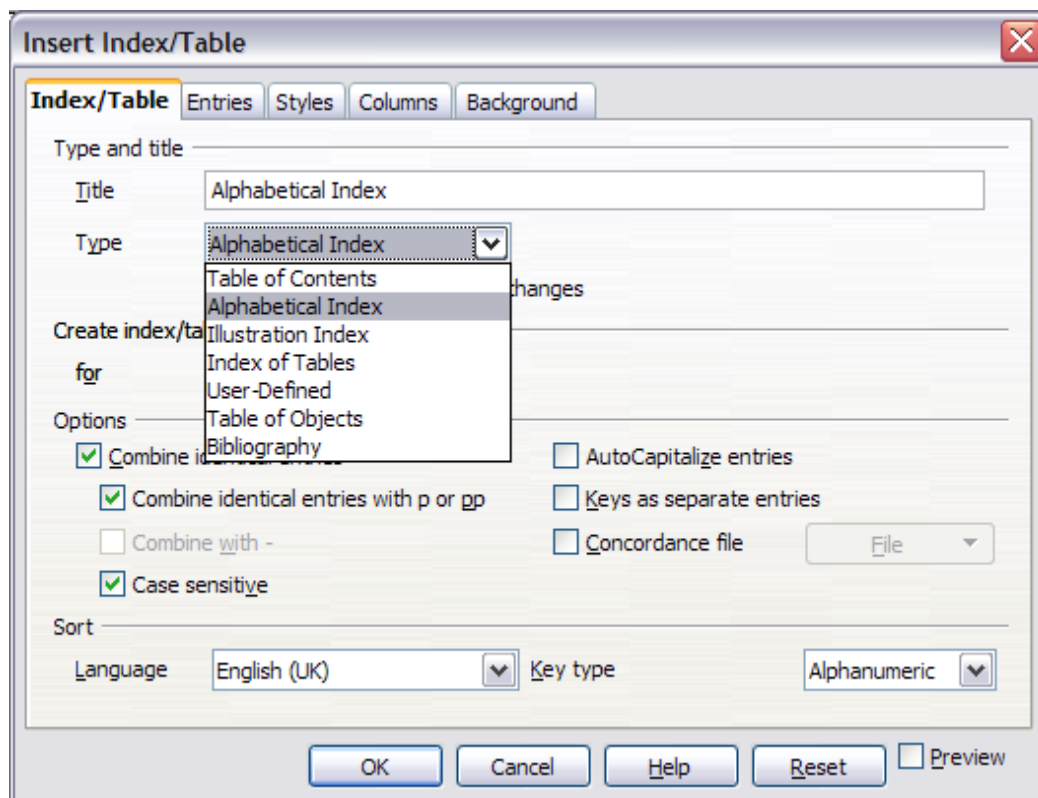 Insert Index/Table
Index/Table Entries Styles Columns Background
Type and title
Title Alphabetical Index
Type Alphabetical Index
Table of Contents
changes
Alphabetical Index
Create index/ta
Illustration Index
Index of Tables
for
User-Defined
Options
Table of Objects
Bibliography
Combine AutoCapitalize entries
Combine identical entries with p or pp Keys as separate entries
Combine with - Concordance file File
Case sensitive
Sort
Language English (UK) Key type Alphanumeric
OK Cancel Help Reset Preview